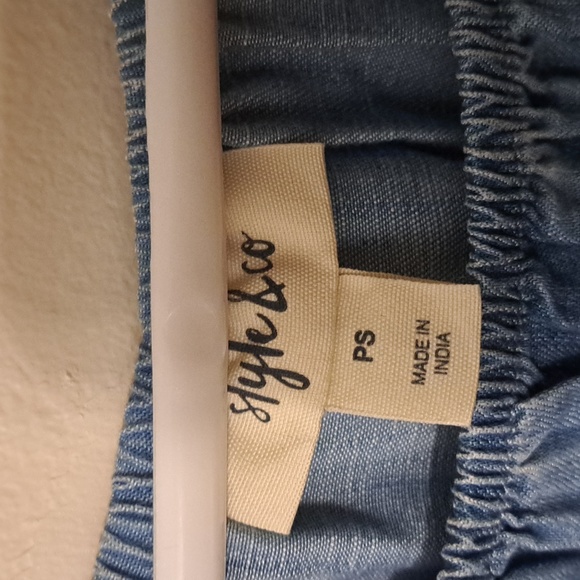 style & co
PS
MADE IN
INDIA